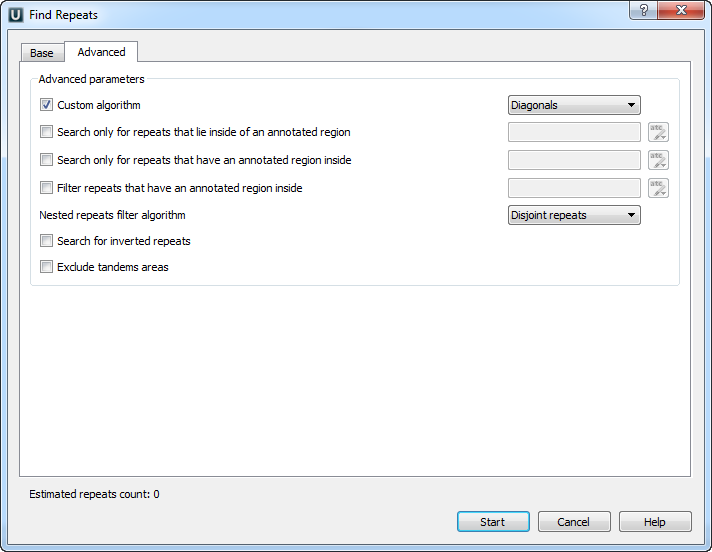 U Find Repeats ?
Base Advanced
Advanced parameters
Custom algorithm Diagonals
Search only for repeats that lie inside of an annotated region
Search only for repeats that have an annotated region inside
Filter repeats that have an annotated region inside
Nested repeats filter algorithm Disjoint repeats
Search for inverted repeats
Exclude tandems areas
Estimated repeats count: 0
Start Cancel Help